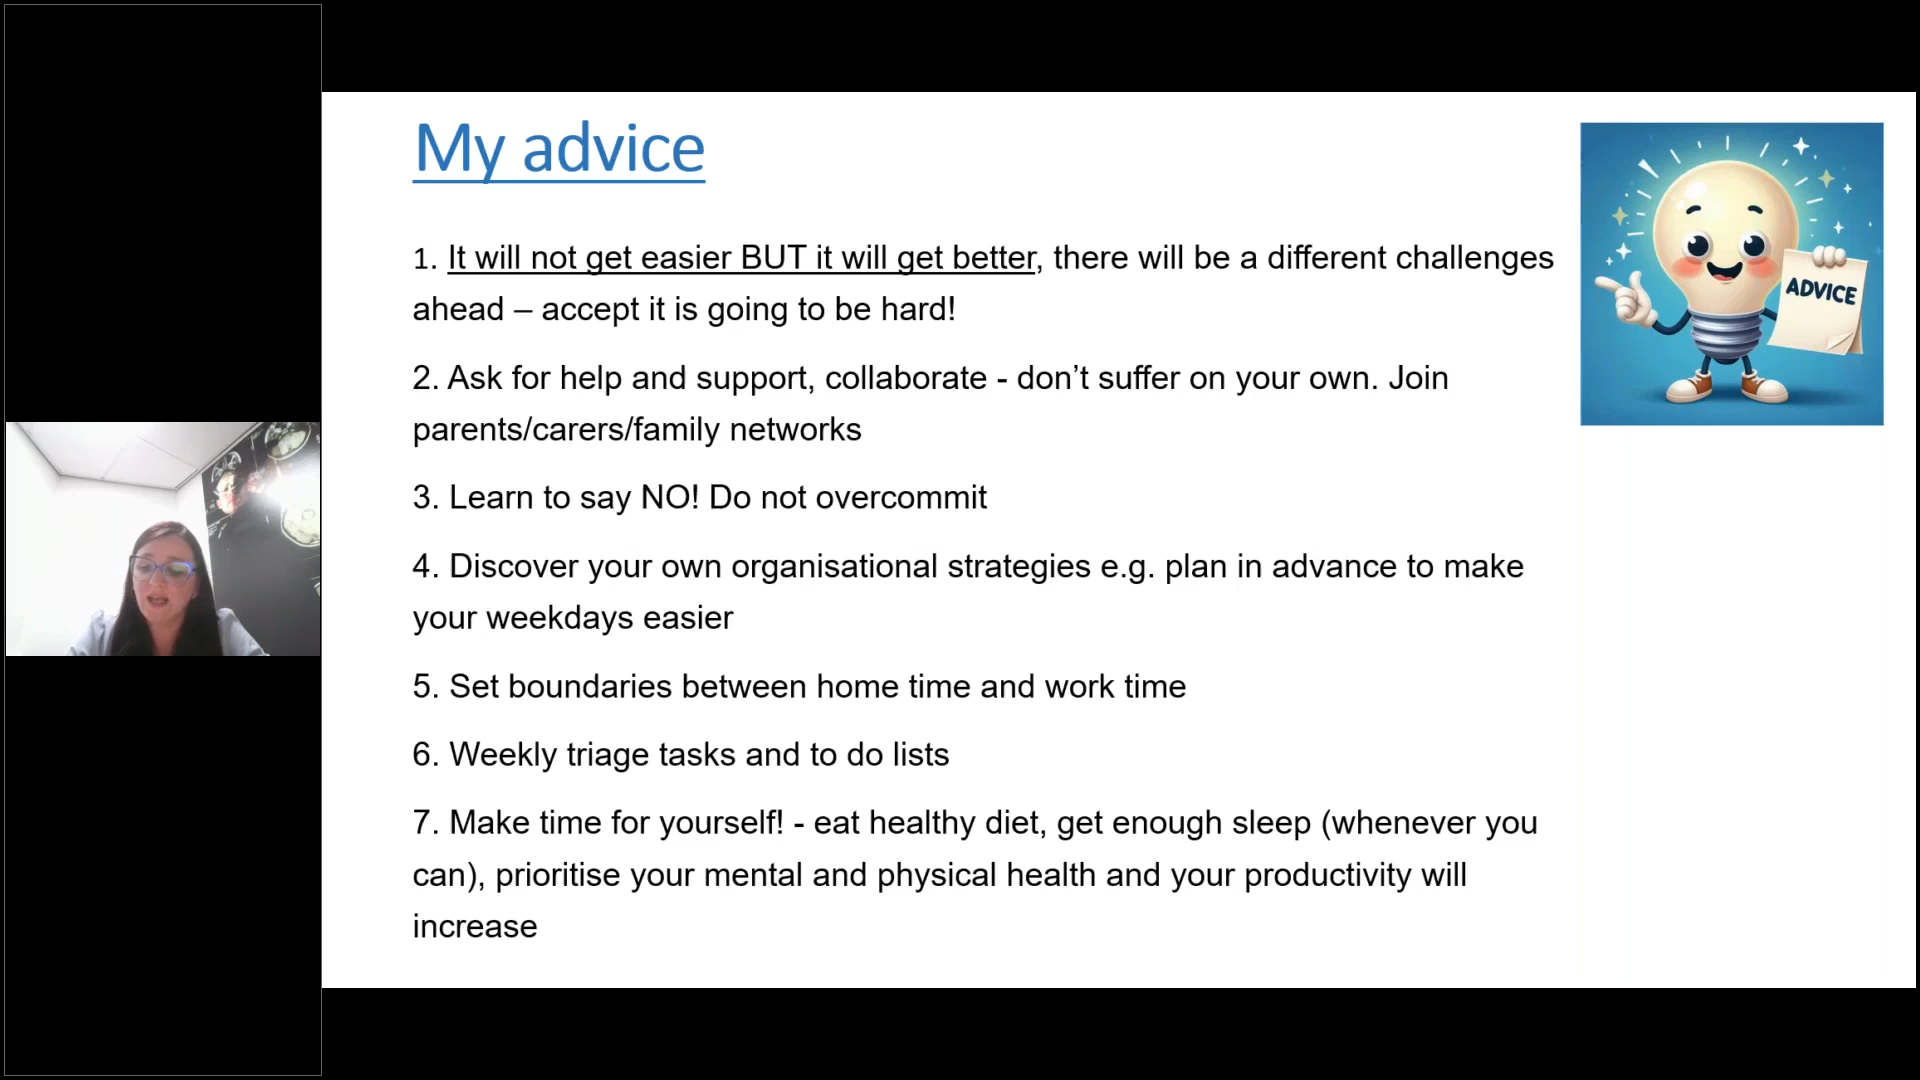 My advice
1. It will not get easier BUT it will get better, there will be a different challenges
ahead – accept it is going to be hard!
2. Ask for help and support, collaborate - don’t suffer on your own. Join
parents/carers/family networks
3. Learn to say NO! Do not overcommit
4. Discover your own organisational strategies e.g. plan in advance to make
your weekdays easier
5. Set boundaries between home time and work time
6. Weekly triage tasks and to do lists
7. Make time for yourself! - eat healthy diet, get enough sleep (whenever you
can), prioritise your mental and physical health and your productivity will
increase
ADVICE